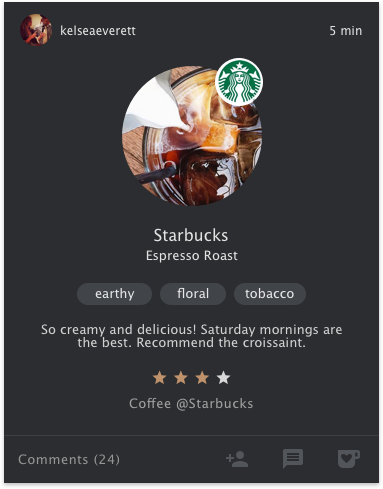 kelseaeverett
5 min
Starbucks
Espresso Roast
earthy
floral
tobacco
So creamy and delicious! Saturday mornings are
the best. Recommend the croissaint.
Coffee @Starbucks
Comments (24)